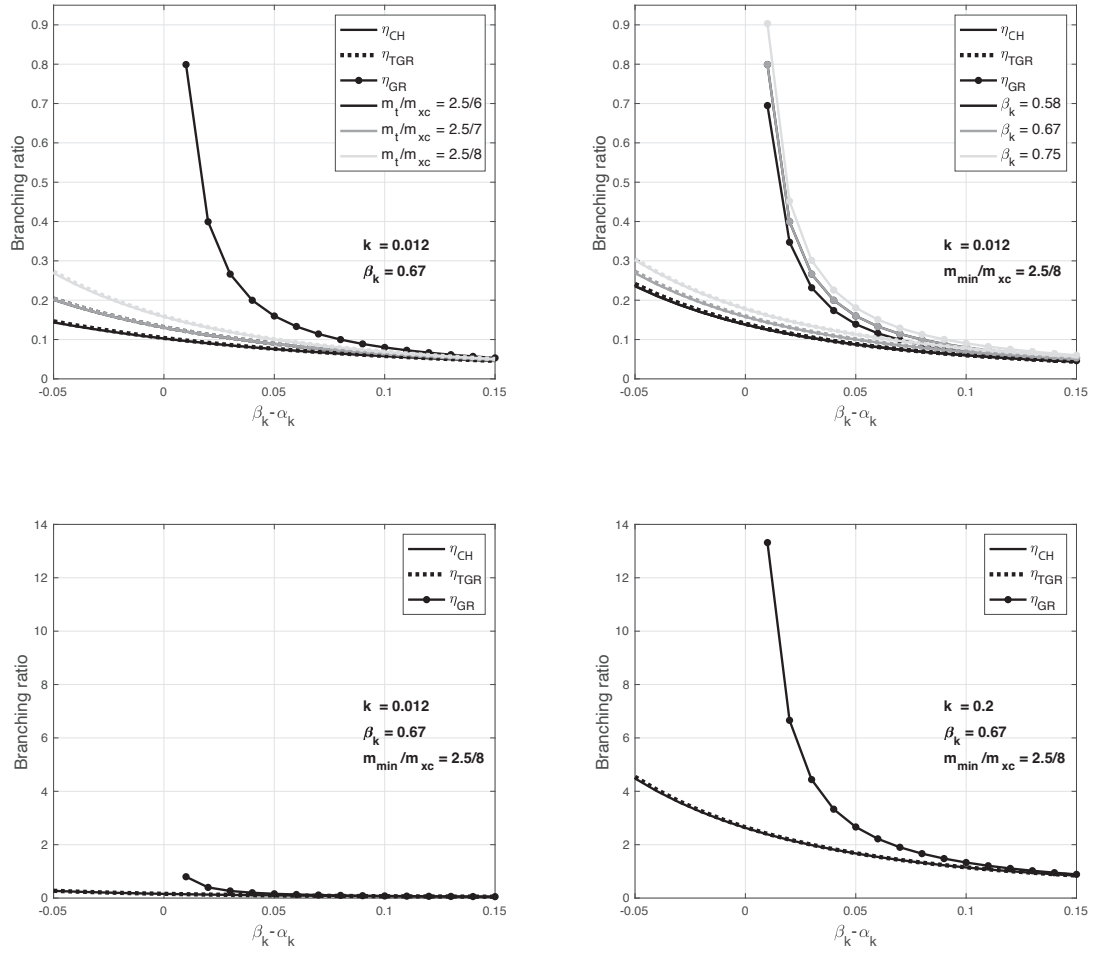 0.9
0.8
0.7
0.6
0.5
0.4
0.3
0.2
0.1
0
-0.05 0 0.05 0.1 0.15
Branching ratio
βk-αk
ηCH
ηTGR
ηGR
mt/mxc = 2.5/6
mt/mxc = 2.5/7
mt/mxc = 2.5/8
k = 0.012
βk = 0.67
0.9
0.8
0.7
0.6
0.5
0.4
0.3
0.2
0.1
0
-0.05 0 0.05 0.1 0.15
Branching ratio
βk-αk
ηCH
ηTGR
ηGR
βk = 0.58
βk = 0.67
βk = 0.75
k = 0.012
mmin/mxc = 2.5/8
14
12
10
8
6
4
2
0
-0.05 0 0.05 0.1 0.15
Branching ratio
βk-αk
ηCH
ηTGR
ηGR
k = 0.012
βk = 0.67
mmin/mxc = 2.5/8
14
12
10
8
6
4
2
0
-0.05 0 0.05 0.1 0.15
Branching ratio
βk-αk
ηCH
ηTGR
ηGR
k = 0.2
βk = 0.67
mmin/mxc = 2.5/8